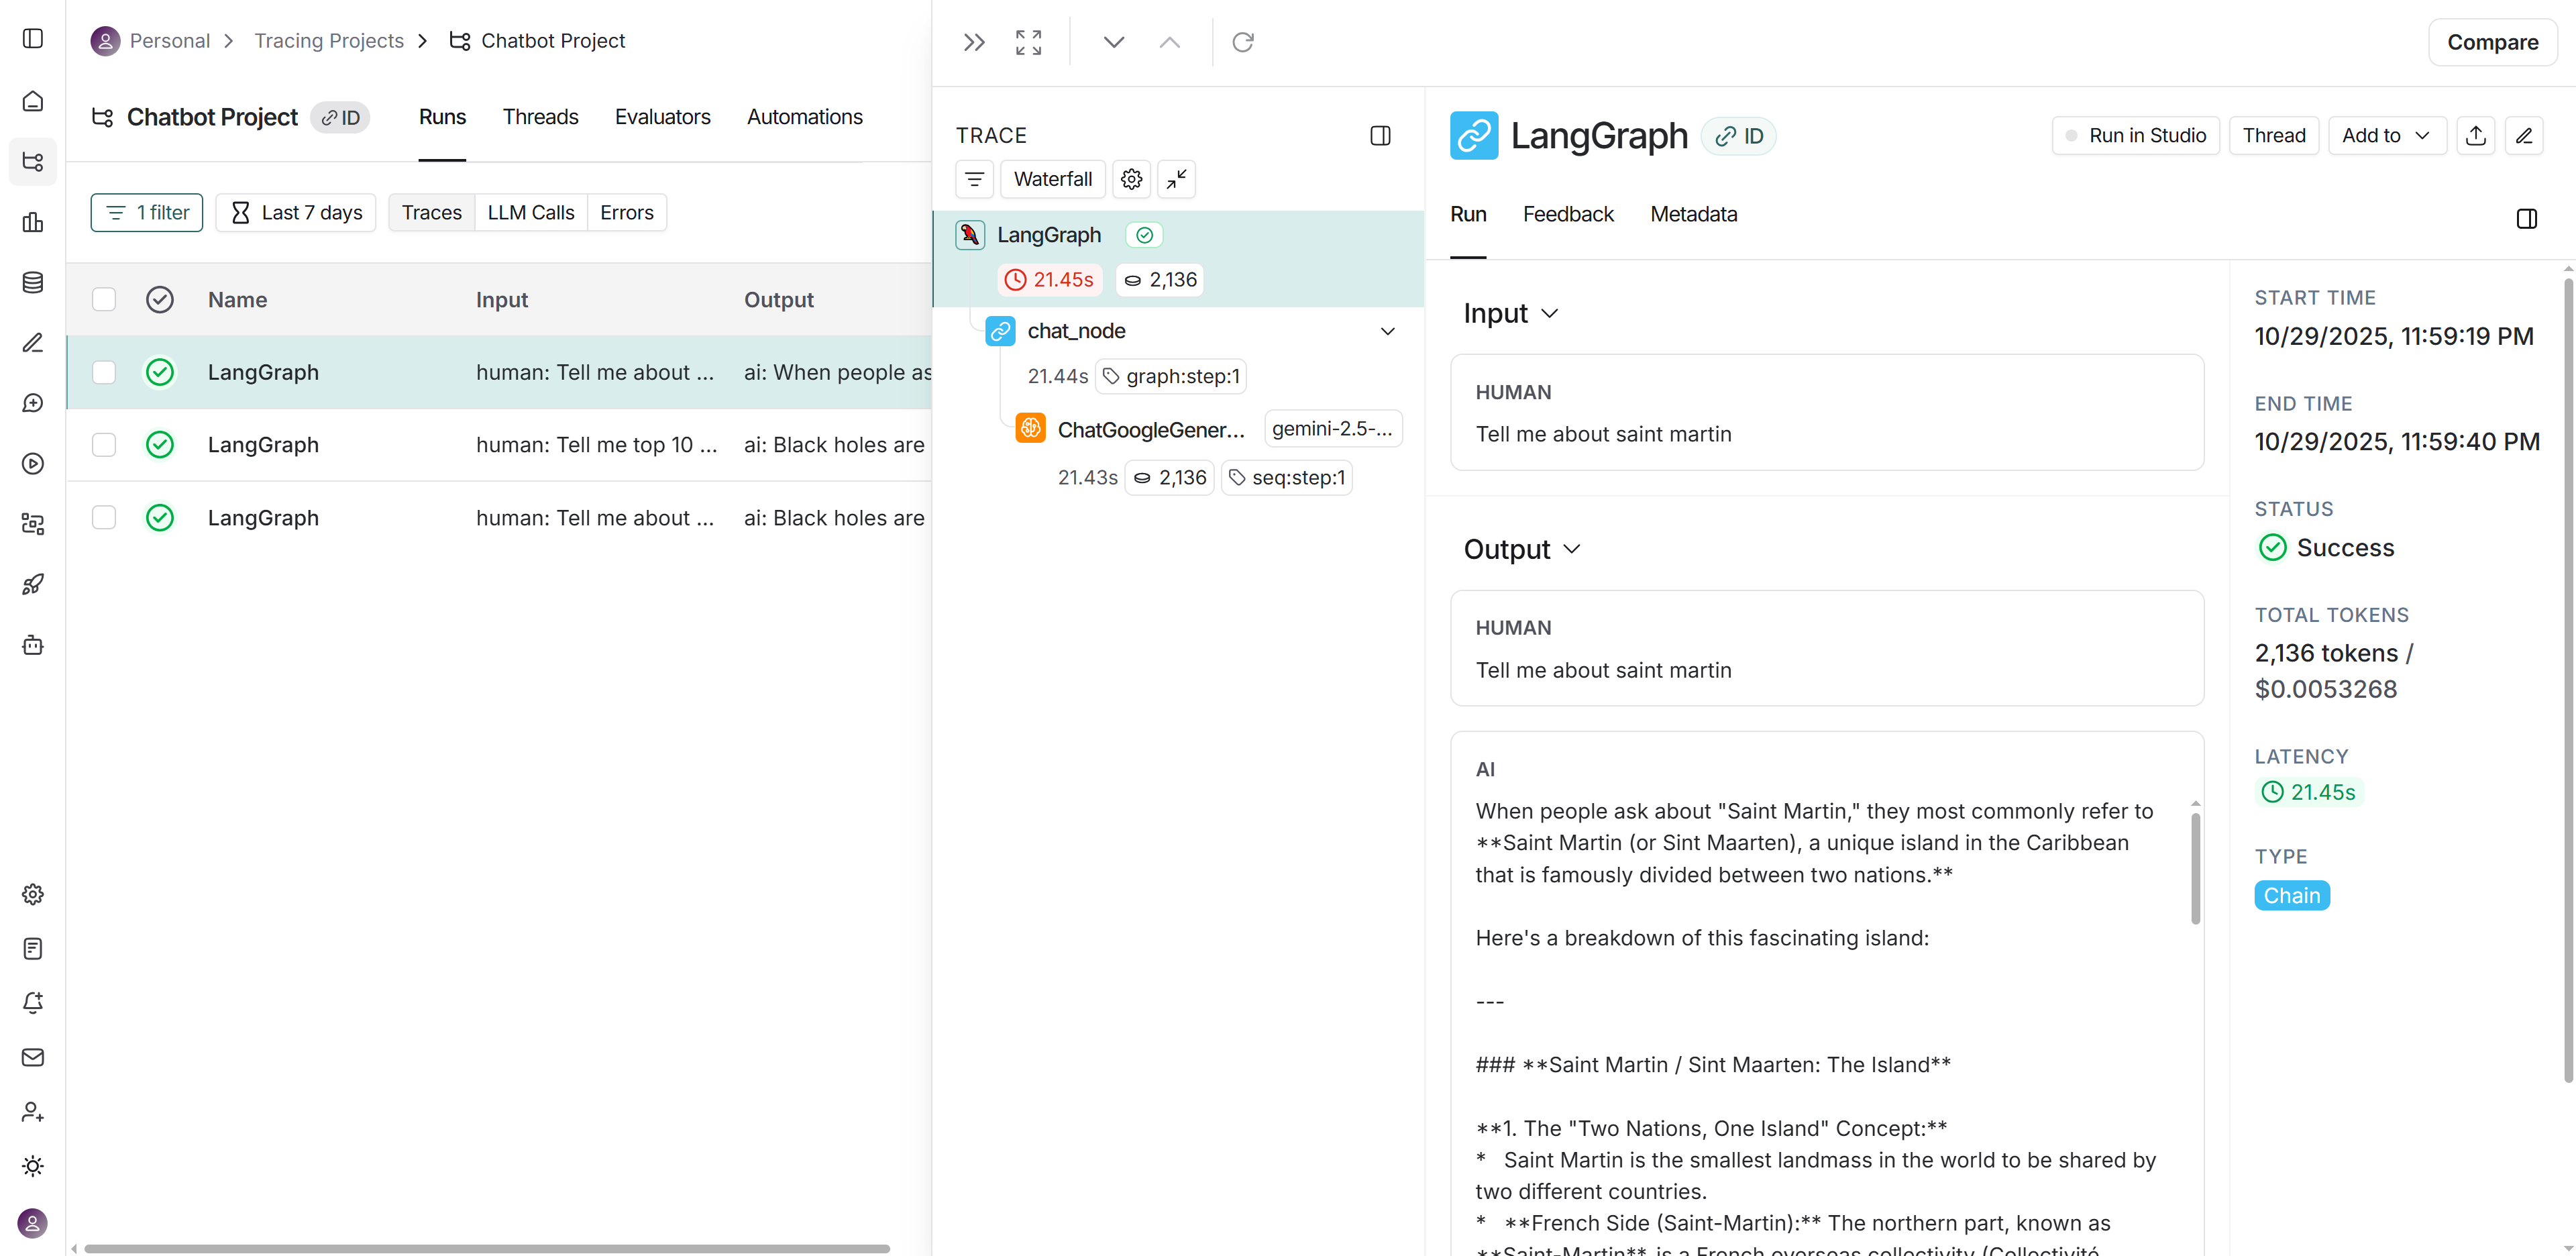 Personal > Tracing Projects > Chatbot Project
Chatbot Project ID Runs Threads Evaluators Automations
1 filter Last 7 days Traces LLM Calls Errors
Name Input Output
LangGraph human: Tell me about ... ai: When people as
LangGraph human: Tell me top 10 ... ai: Black holes are
LangGraph human: Tell me about ... ai: Black holes are
Compare
TRACE
Waterfall
LangGraph
21.45s 2,136
chat_node
21.44s graph:step:1
ChatGoogleGener... gemini-2.5-...
21.43s 2,136 seq:step:1
LangGraph ID Run in Studio Thread Add to
Run Feedback Metadata
Input
HUMAN
Tell me about saint martin
Output
HUMAN
Tell me about saint martin
AI
When people ask about "Saint Martin," they most commonly refer to
**Saint Martin (or Sint Maarten), a unique island in the Caribbean
that is famously divided between two nations.**
Here's a breakdown of this fascinating island:
---
### **Saint Martin / Sint Maarten: The Island**
**1. The "Two Nations, One Island" Concept:**
* Saint Martin is the smallest landmass in the world to be shared by
two different countries.
* **French Side (Saint-Martin):** The northern part, known as
**Saint-Martin**, is a French overseas collectivity (Collectivité
START TIME
10/29/2025, 11:59:19 PM
END TIME
10/29/2025, 11:59:40 PM
STATUS
Success
TOTAL TOKENS
2,136 tokens /
$0.0053268
LATENCY
21.45s
TYPE
Chain